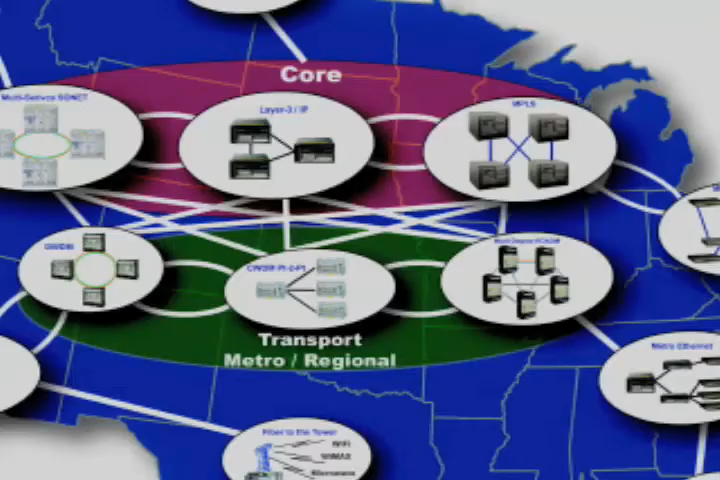 Core
Multi-Service SONET
Layer-3 / IP
MPLS
DWDM
CWDM Pt-2-Pt
Transport
Metro / Regional
Metro Ethernet
Fiber to the Tower
WiFi
WiMAX
Microwave